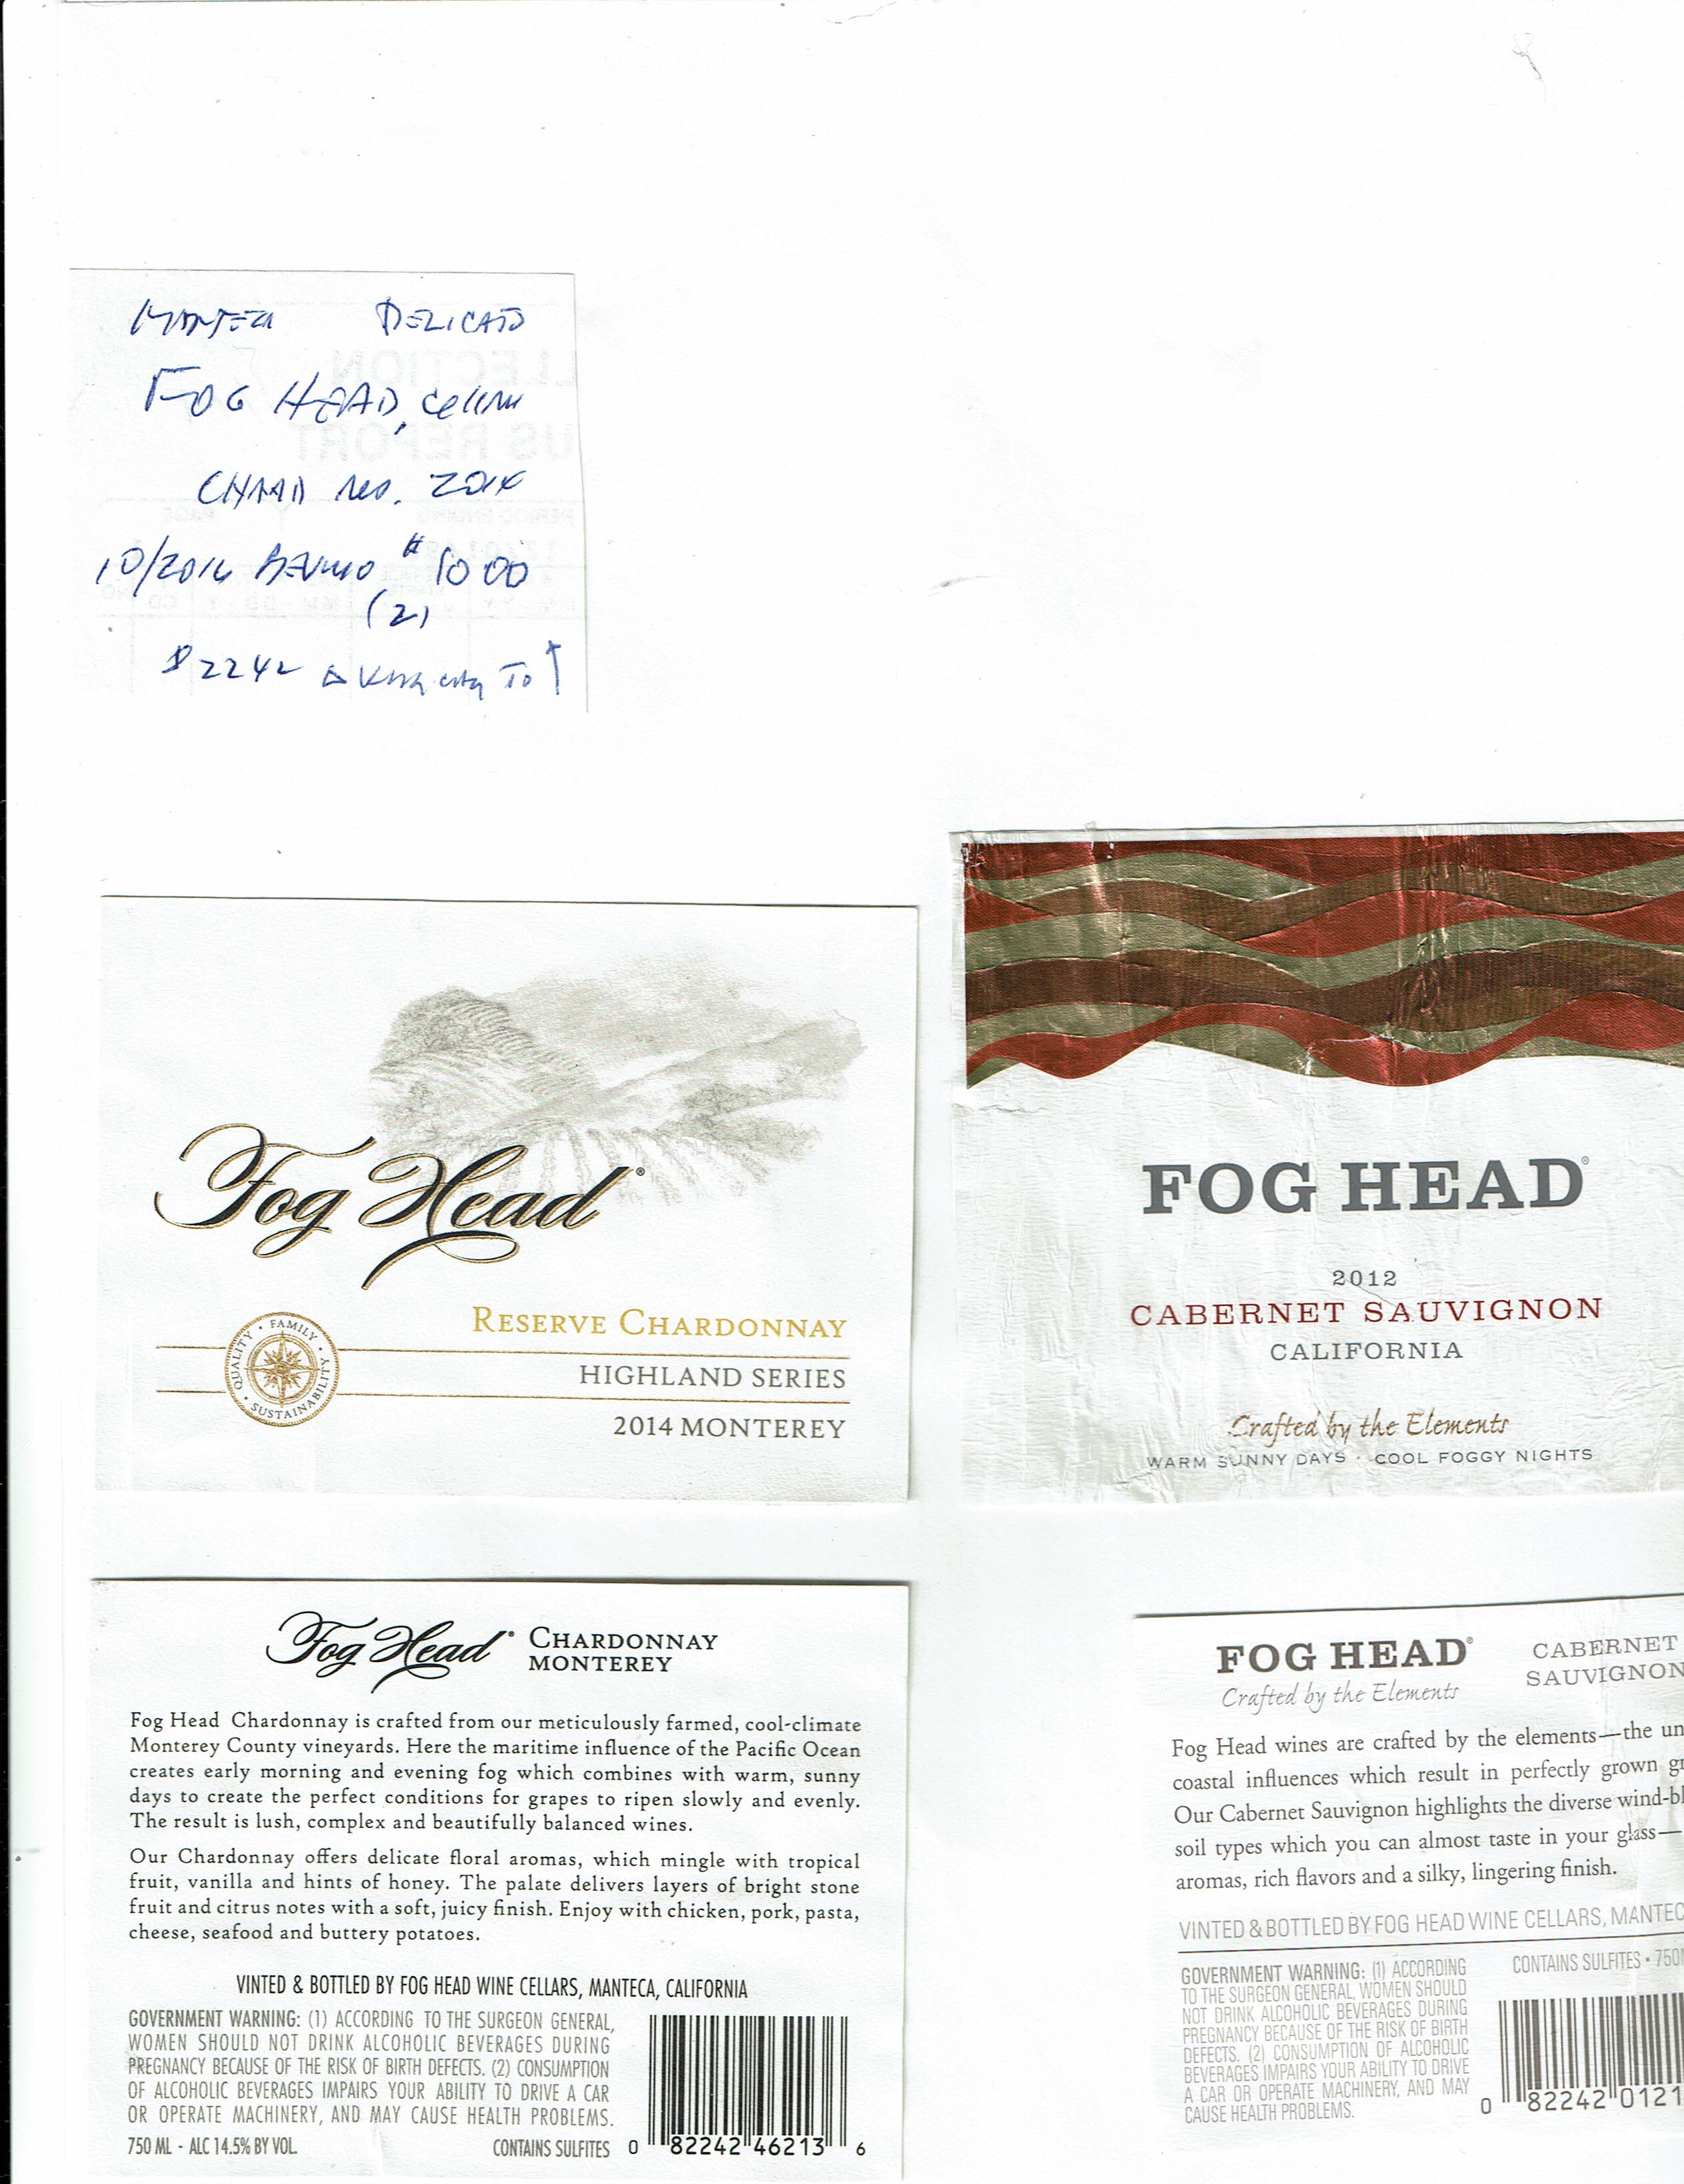 DELICATO
FOG HEAD,
2014
10/2016
(2)
Fog Head®
QUALITY · FAMILY · SUSTAINABILITY ·
RESERVE CHARDONNAY
HIGHLAND SERIES
2014 MONTEREY
FOG HEAD®
2012
CABERNET SAUVIGNON
CALIFORNIA
Crafted by the Elements
WARM SUNNY DAYS · COOL FOGGY NIGHTS
Fog Head® CHARDONNAY
MONTEREY
Fog Head Chardonnay is crafted from our meticulously farmed, cool-climate
Monterey County vineyards. Here the maritime influence of the Pacific Ocean
creates early morning and evening fog which combines with warm, sunny
days to create the perfect conditions for grapes to ripen slowly and evenly.
The result is lush, complex and beautifully balanced wines.
Our Chardonnay offers delicate floral aromas, which mingle with tropical
fruit, vanilla and hints of honey. The palate delivers layers of bright stone
fruit and citrus notes with a soft, juicy finish. Enjoy with chicken, pork, pasta,
cheese, seafood and buttery potatoes.
VINTED & BOTTLED BY FOG HEAD WINE CELLARS, MANTECA, CALIFORNIA
GOVERNMENT WARNING: (1) ACCORDING TO THE SURGEON GENERAL,
WOMEN SHOULD NOT DRINK ALCOHOLIC BEVERAGES DURING
PREGNANCY BECAUSE OF THE RISK OF BIRTH DEFECTS. (2) CONSUMPTION
OF ALCOHOLIC BEVERAGES IMPAIRS YOUR ABILITY TO DRIVE A CAR
OR OPERATE MACHINERY, AND MAY CAUSE HEALTH PROBLEMS.
750 ML - ALC 14.5% BY VOL. CONTAINS SULFITES
0 82242 46213 6
FOG HEAD®
Crafted by the Elements
CABERNET
SAUVIGNON
Fog Head wines are crafted by the elements—the un
coastal influences which result in perfectly grown gr
Our Cabernet Sauvignon highlights the diverse wind-bl
soil types which you can almost taste in your glass—
aromas, rich flavors and a silky, lingering finish.
VINTED & BOTTLED BY FOG HEAD WINE CELLARS, MANTEC
GOVERNMENT WARNING: (1) ACCORDING
TO THE SURGEON GENERAL, WOMEN SHOULD
NOT DRINK ALCOHOLIC BEVERAGES DURING
PREGNANCY BECAUSE OF THE RISK OF BIRTH
DEFECTS. (2) CONSUMPTION OF ALCOHOLIC
BEVERAGES IMPAIRS YOUR ABILITY TO DRIVE
A CAR OR OPERATE MACHINERY, AND MAY
CAUSE HEALTH PROBLEMS.
CONTAINS SULFITES • 750
0 82242 0121